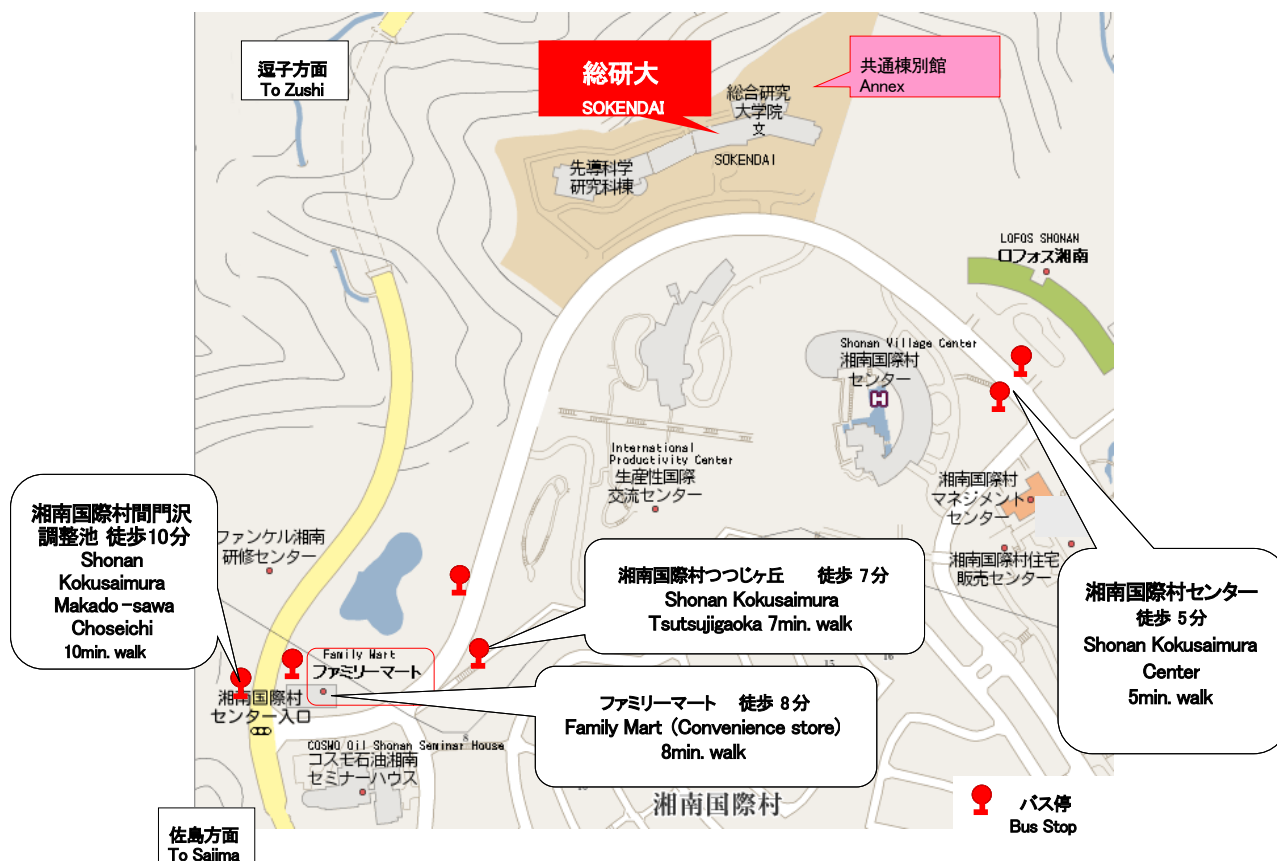 逗子方面
To Zushi
総研大
SOKENDAI
共通棟別館
Annex
総合研究
大学院
文
SOKENDAI
先導科学
研究科棟
LOFOS SHONAN
ロフォス湘南
Shonan Village Center
湘南国際村
センター
H
International
Productivity Center
生産性国際
交流センター
湘南国際村
マネジメント
センター
湘南国際村住宅
販売センター
湘南国際村間門沢
調整池 徒歩10分
Shonan
Kokusaimura
Makado-sawa
Choseichi
10min. walk
ファンケル湘南
研修センター
湘南国際村つつじヶ丘 徒歩 7分
Shonan Kokusaimura
Tsutsujigaoka 7min. walk
湘南国際村センター
徒歩 5分
Shonan Kokusaimura
Center
5min. walk
Family Mart
ファミリーマート
湘南国際村
センター入口
ファミリーマート 徒歩 8分
Family Mart (Convenience store)
8min. walk
15
16
8
COSMO Oil Shonan Seminar House
コスモ石油湘南
セミナーハウス
湘南国際村
バス停
Bus Stop
佐島方面
To Sajima